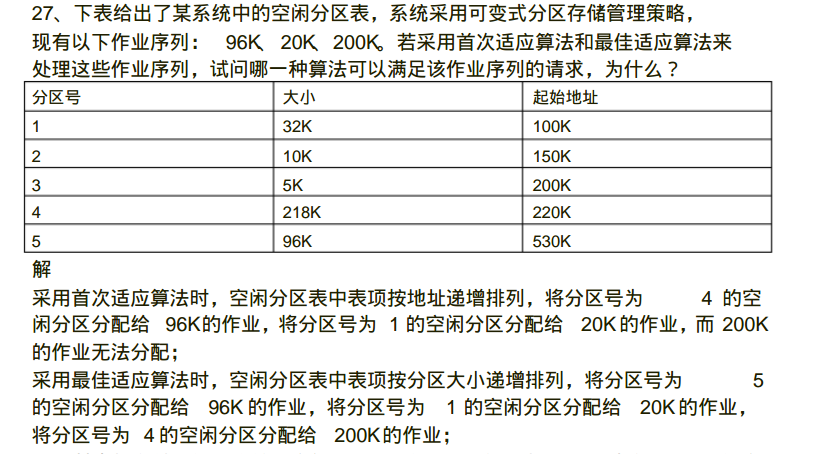 27、下表给出了某系统中的空闲分区表，系统采用可变式分区存储管理策略，
现有以下作业序列： 96K、20K、200K。若采用首次适应算法和最佳适应算法来
处理这些作业序列，试问哪一种算法可以满足该作业序列的请求，为什么？
分区号 大小 起始地址
1 32K 100K
2 10K 150K
3 5K 200K
4 218K 220K
5 96K 530K
解
采用首次适应算法时，空闲分区表中表项按地址递增排列，将分区号为 4 的空
闲分区分配给 96K的作业，将分区号为 1 的空闲分区分配给 20K的作业，而 200K
的作业无法分配；
采用最佳适应算法时，空闲分区表中表项按分区大小递增排列，将分区号为 5
的空闲分区分配给 96K 的作业，将分区号为 1 的空闲分区分配给 20K的作业，
将分区号为 4 的空闲分区分配给 200K的作业；